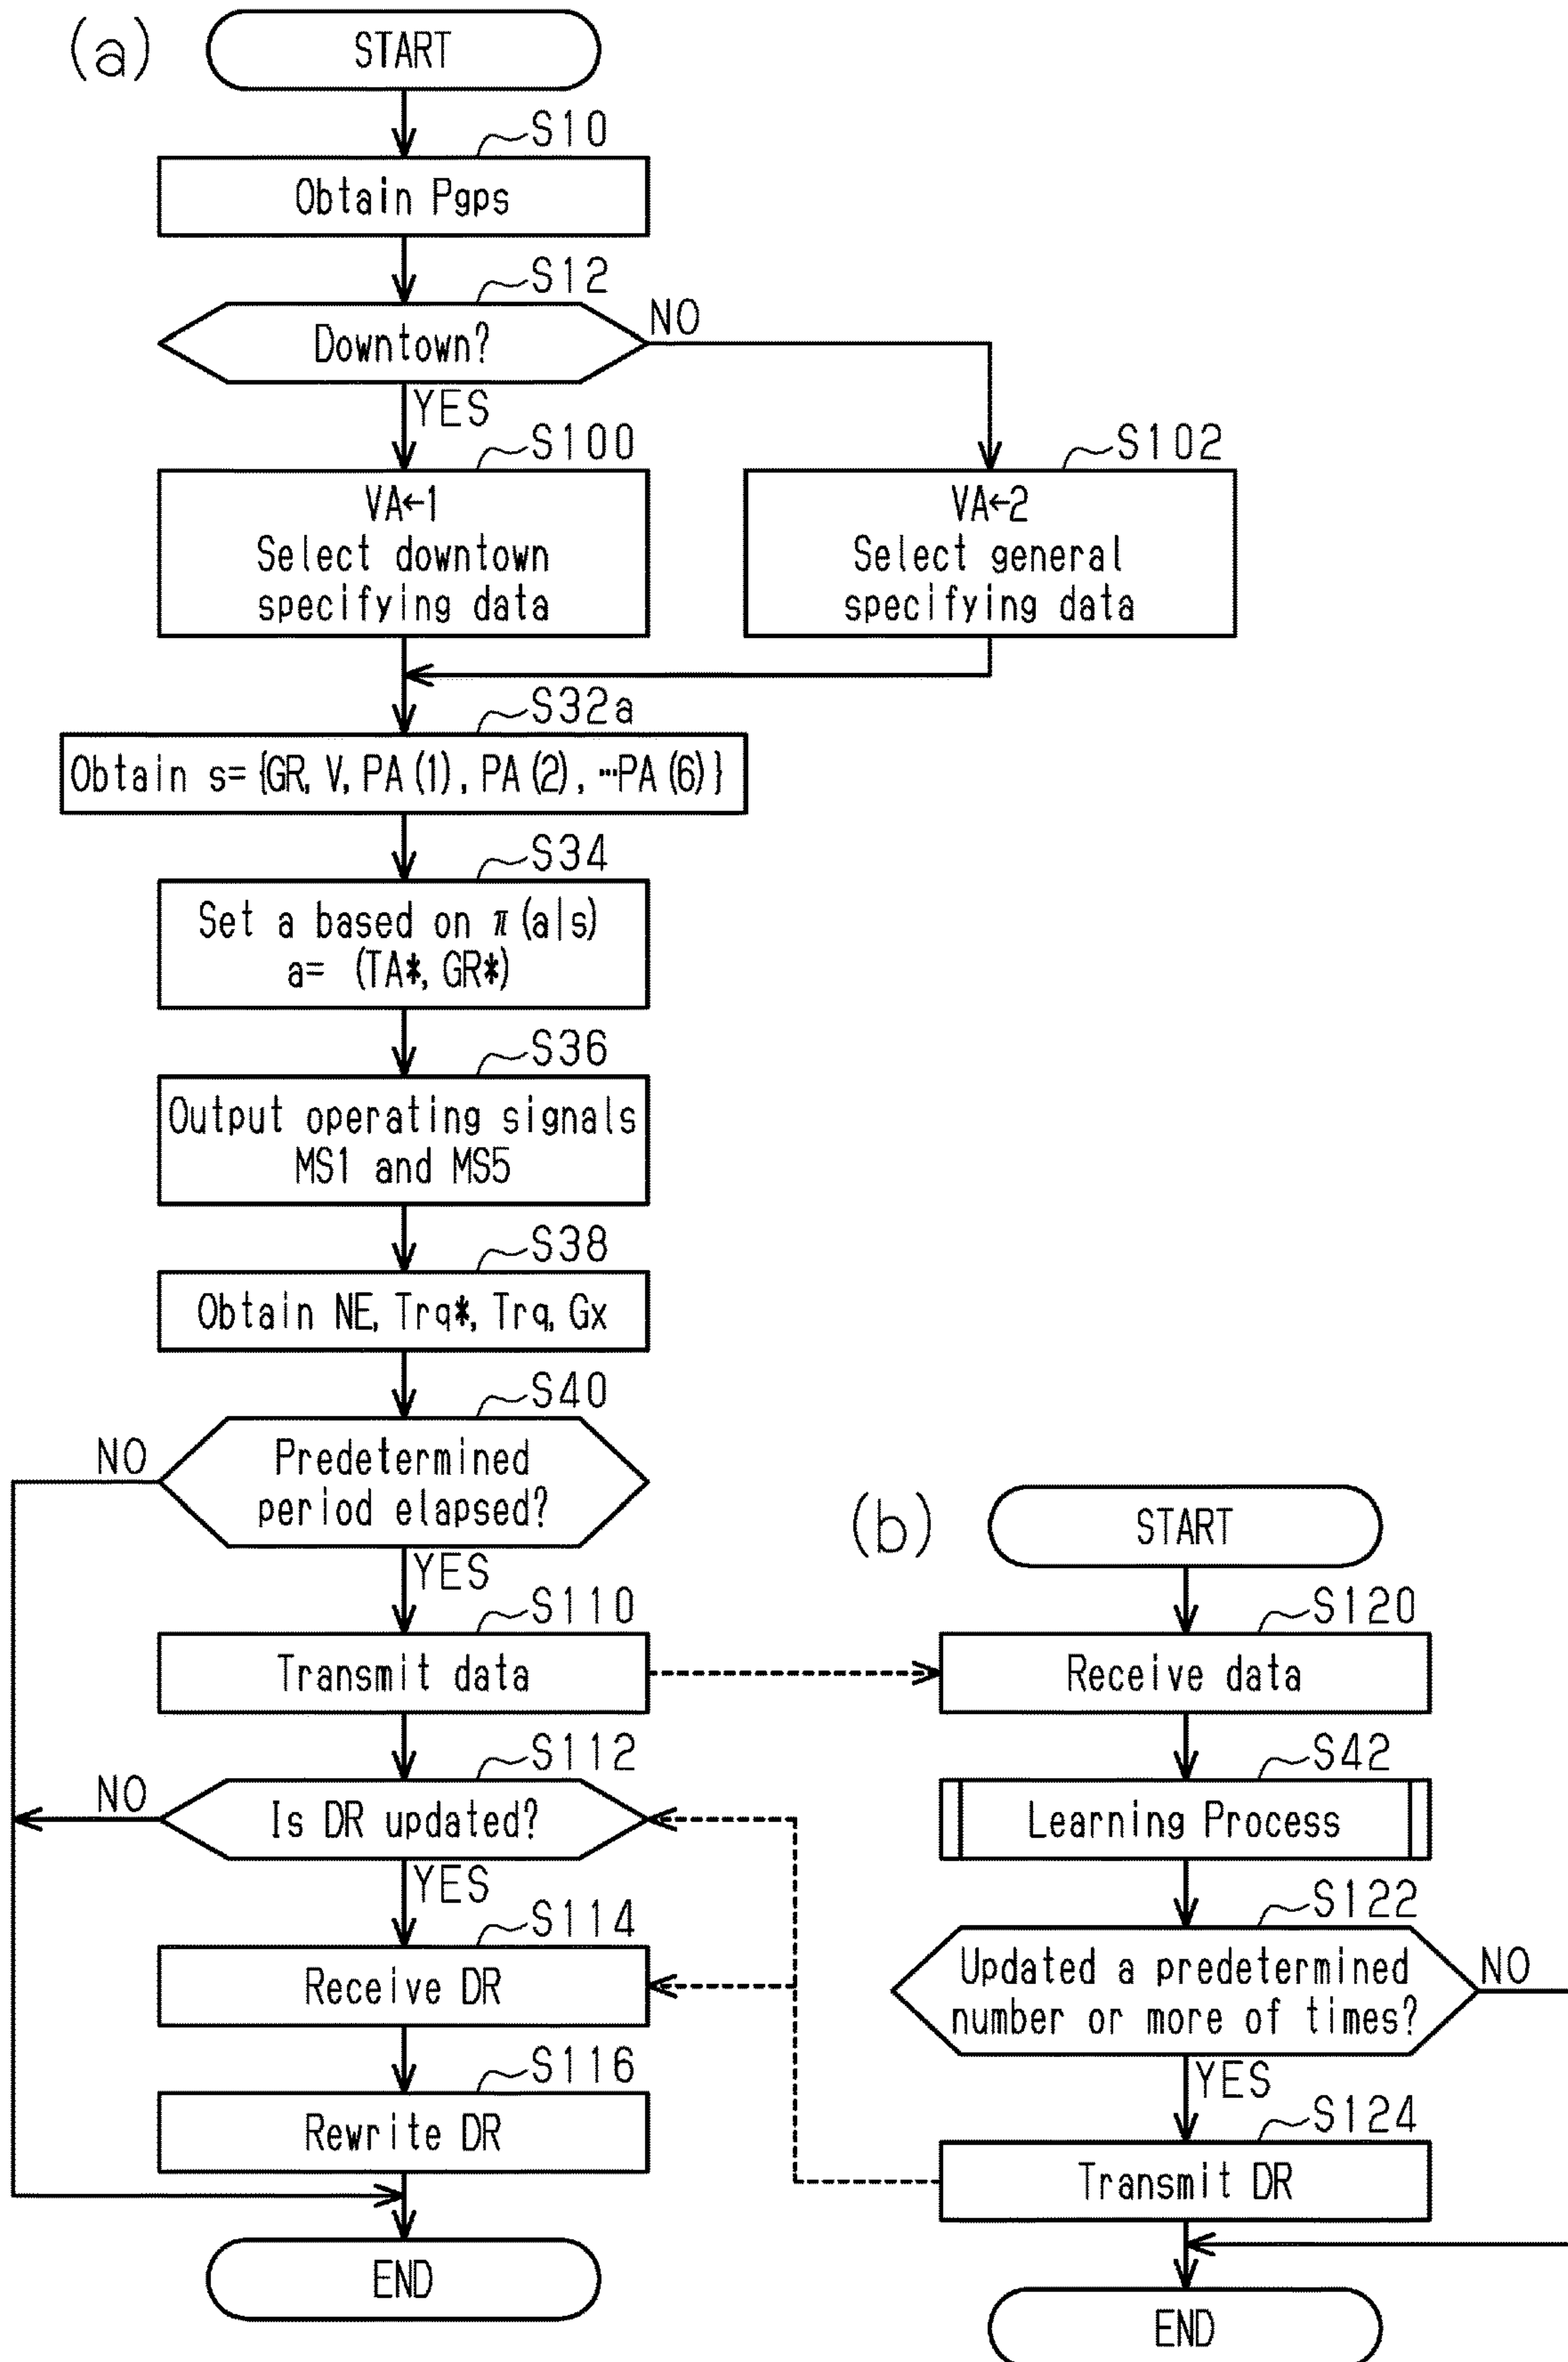 (a)
START
S10
Obtain Pgps
S12
Downtown?
NO
YES
S100
VA←1
Select downtown
specifying data
S102
VA←2
Select general
specifying data
S32a
Obtain s={GR, V, PA(1), PA(2), ···PA(6)}
S34
Set a based on π(a|s)
a= (TA*, GR*)
S36
Output operating signals
MS1 and MS5
S38
Obtain NE, Trq*, Trq, Gx
S40
Predetermined
period elapsed?
NO
YES
S110
Transmit data
S112
Is DR updated?
NO
YES
S114
Receive DR
S116
Rewrite DR
END
(b)
START
S120
Receive data
S42
Learning Process
S122
Updated a predetermined
number or more of times?
NO
YES
S124
Transmit DR
END